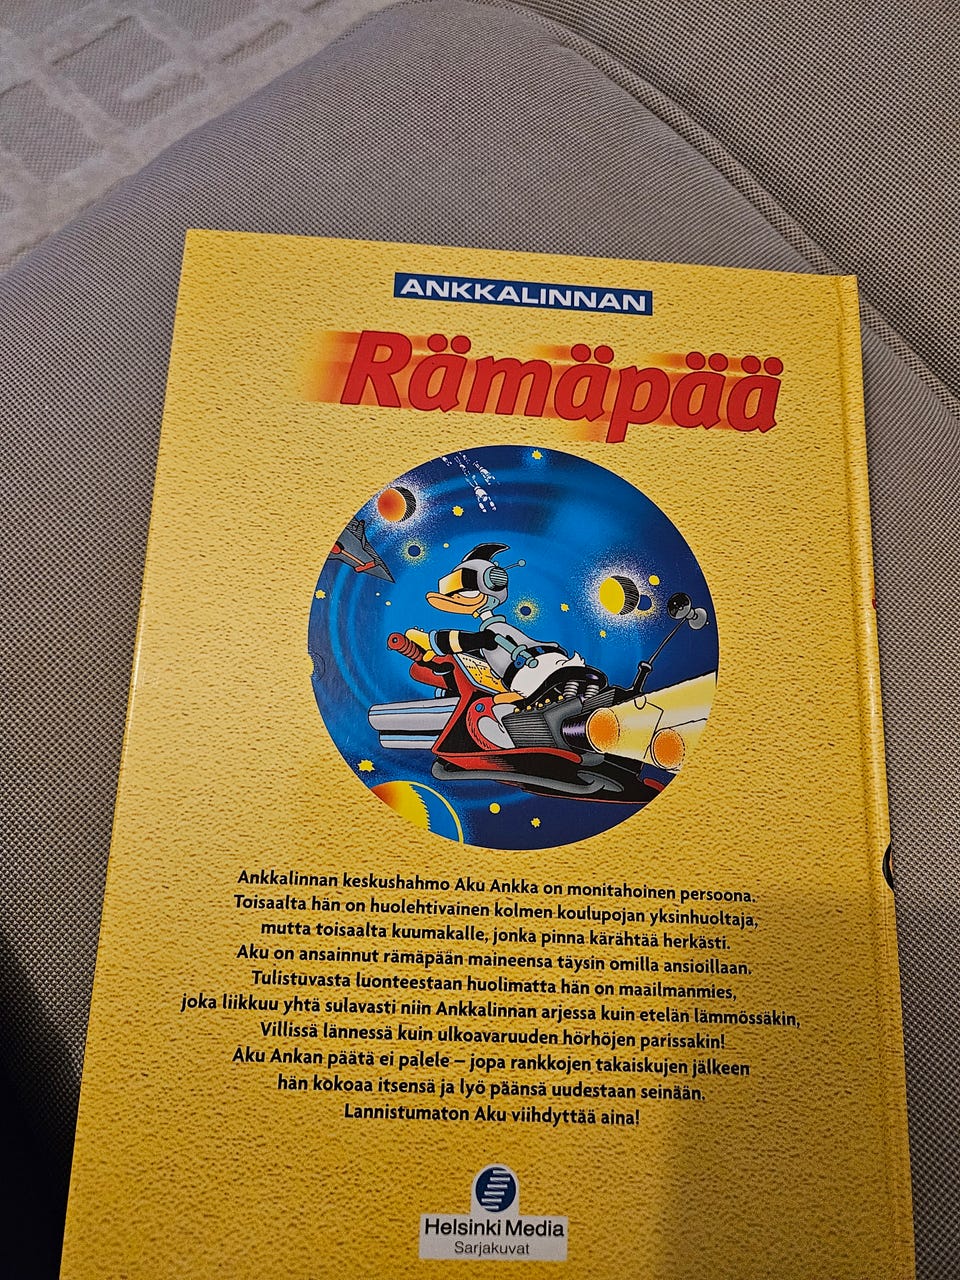 ANKKALINNAN
Rämäpää
Ankkalinnan keskushahmo Aku Ankka on monitahoinen persoona.
Toisaalta hän on huolehtivainen kolmen koulupojan yksinhuoltaja,
mutta toisaalta kuumakalle, jonka pinna kärähtää herkästi.
Aku on ansainnut rämäpään maineensa täysin omilla ansioillaan.
Tulistuvasta luonteestaan huolimatta hän on maailmanmies,
joka liikkuu yhtä sulavasti niin Ankkalinnan arjessa kuin etelän lämmössäkin,
Villissä lännessä kuin ulkoavaruuden hörhöjen parissakin!
Aku Ankan päätä ei palele – jopa rankkojen takaiskujen jälkeen
hän kokoaa itsensä ja lyö päänsä uudestaan seinään.
Lannistumaton Aku viihdyttää aina!
Helsinki Media
Sarjakuvat